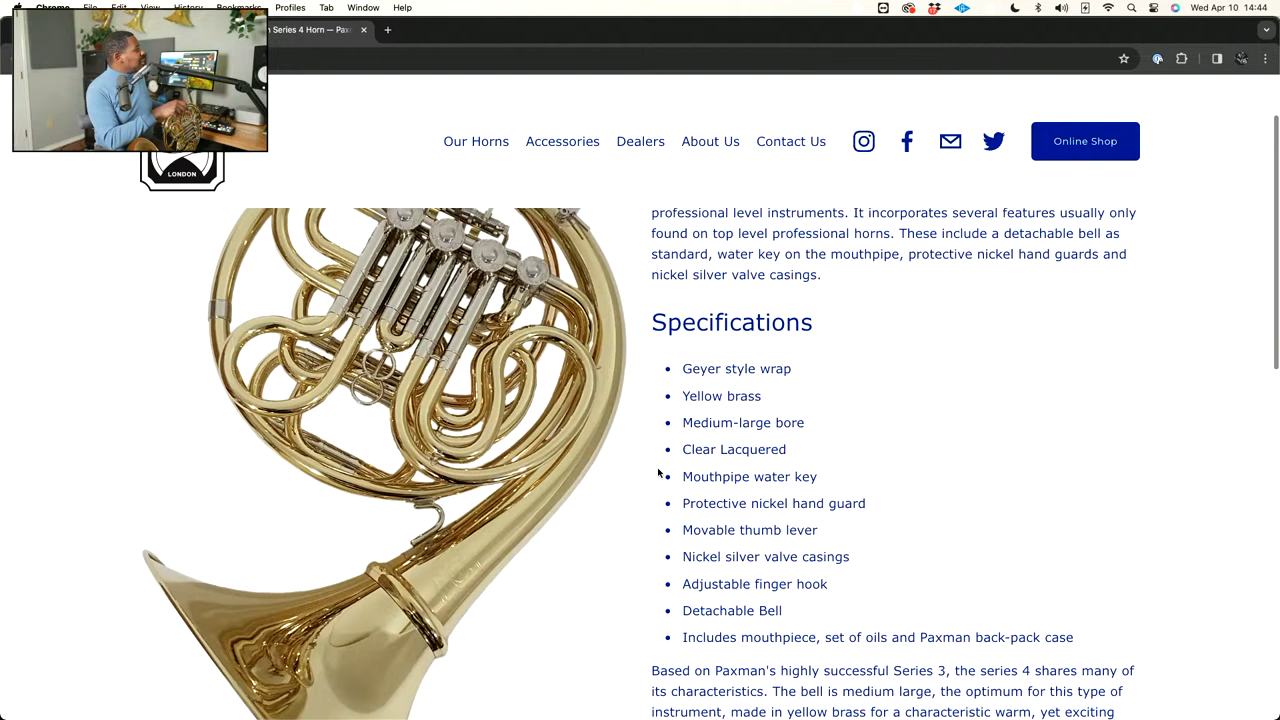 Chrome File Edit View History Bookmarks Profiles Tab Window Help
Wed Apr 10 14:44
Series 4 Horn — Pax
LONDON
Our Horns Accessories Dealers About Us Contact Us
Online Shop
professional level instruments. It incorporates several features usually only
found on top level professional horns. These include a detachable bell as
standard, water key on the mouthpipe, protective nickel hand guards and
nickel silver valve casings.
Specifications
Geyer style wrap
Yellow brass
Medium-large bore
Clear Lacquered
Mouthpipe water key
Protective nickel hand guard
Movable thumb lever
Nickel silver valve casings
Adjustable finger hook
Detachable Bell
Includes mouthpiece, set of oils and Paxman back-pack case
Based on Paxman's highly successful Series 3, the series 4 shares many of
its characteristics. The bell is medium large, the optimum for this type of
instrument, made in yellow brass for a characteristic warm, yet exciting